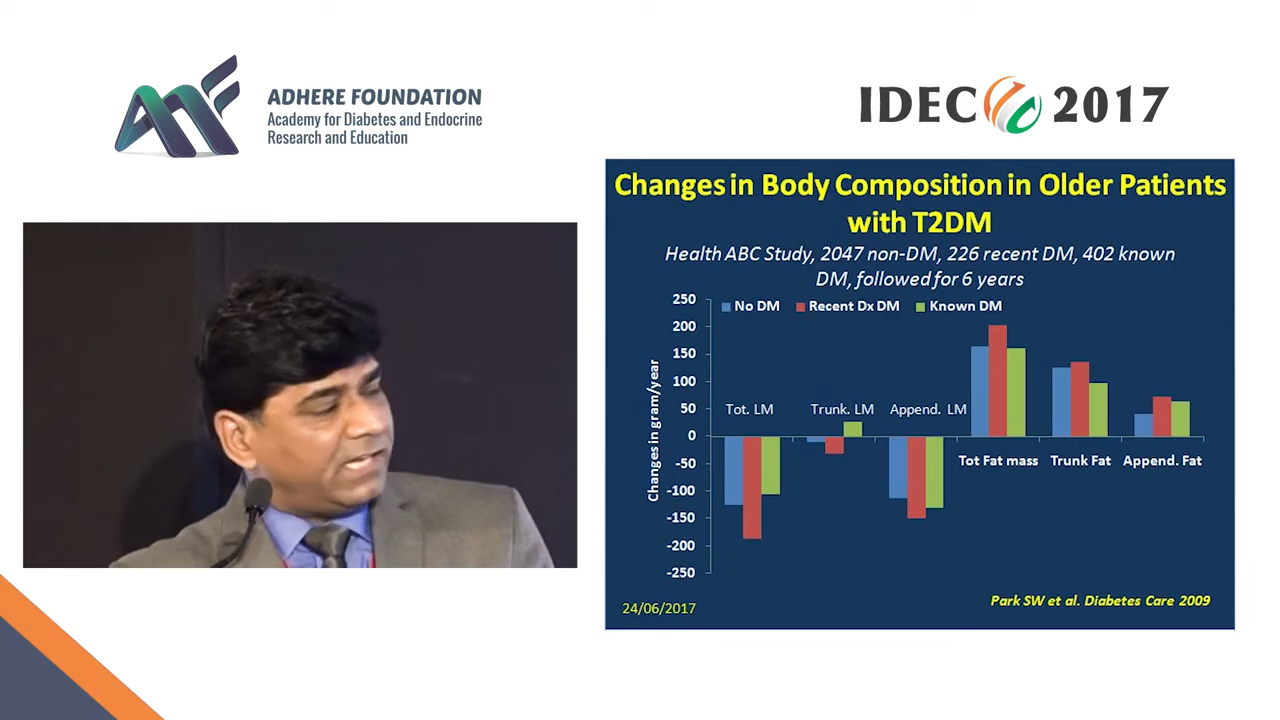 ADHERE FOUNDATION
Academy for Diabetes and Endocrine
Research and Education
IDEC 2017
Changes in Body Composition in Older Patients
with T2DM
Health ABC Study, 2047 non-DM, 226 recent DM, 402 known
DM, followed for 6 years
No DM
Recent Dx DM
Known DM
Changes in gram/year
250
200
150
100
50
0
-50
-100
-150
-200
-250
Tot. LM
Trunk. LM
Append. LM
Tot Fat mass
Trunk Fat
Append. Fat
24/06/2017
Park SW et al. Diabetes Care 2009